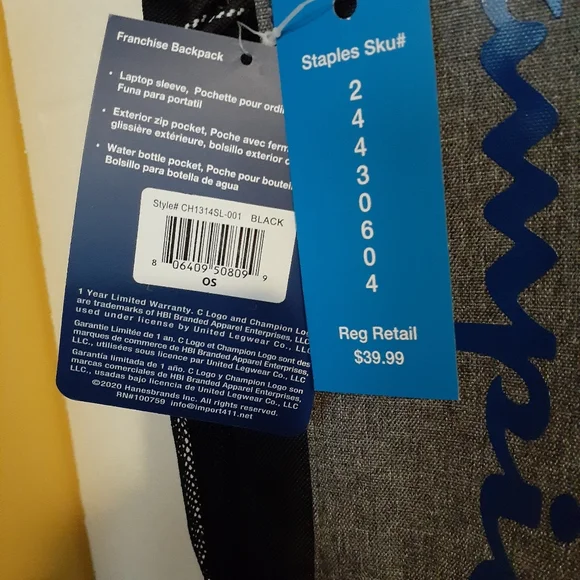 Franchise Backpack
• Laptop sleeve, Pochette pour
Funa para portatil
• Exterior zip pocket, Poche avec
glissière extérieure, bolsillo exterior
• Water bottle pocket, Poche pour
Bolsillo para botella de agua
Style# CH1314SL-001 BLACK
8 06409 50809 9
OS
1 Year Limited Warranty. C Logo and Champion
are trademarks of HBI Branded Apparel Enterprises, LLC
used under license by United Legwear Co., LLC
Garantie Limitée de 1 an. C Logo et Champion Logo sont des
marques de commerce de HBI Branded Apparel Enterprises,
LLC., utilisées sous licence par United Legwear Co., LLC
Garantía limitada de 1 año. C Logo y Champion Logo son
marcas comerciales de HBI Branded Apparel Enterprises,
LLC., usadas bajo licencia de United Legwear Co., LLC
©2020 Hanesbrands Inc. All rights reserved.
RN#100759 info@import411.net
Staples Sku#
2
4
4
3
0
6
0
4
Reg Retail
$39.99